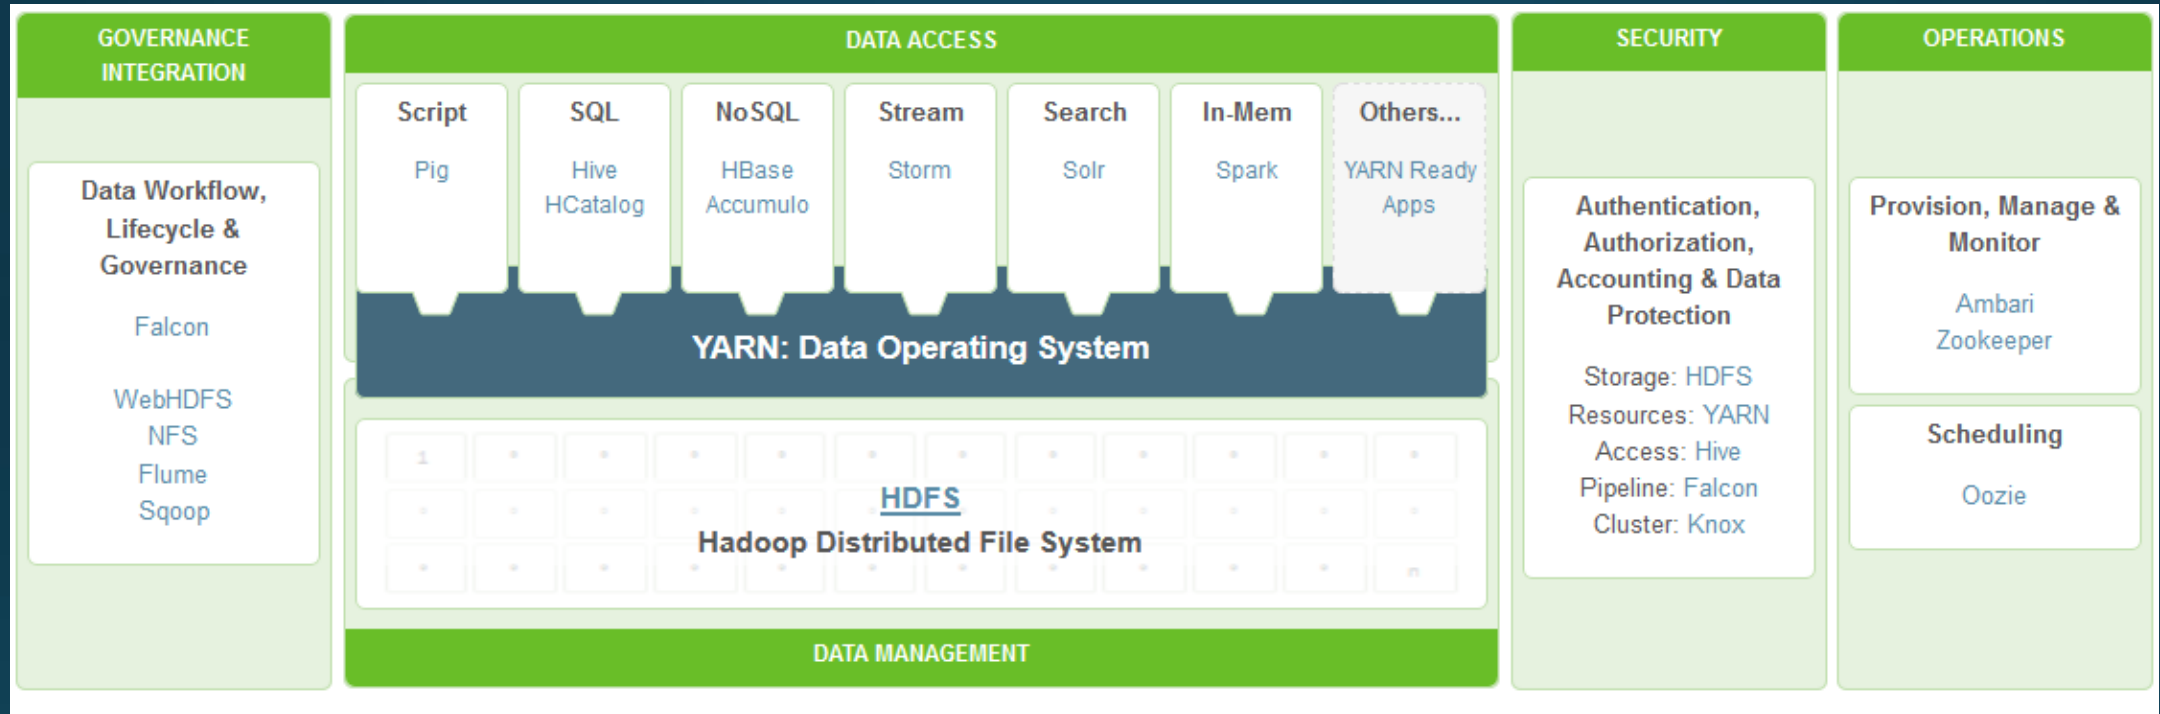 GOVERNANCE
INTEGRATION
Data Workflow,
Lifecycle &
Governance
Falcon
WebHDFS
NFS
Flume
Sqoop
DATA ACCESS
Script
Pig
SQL
Hive
HCatalog
NoSQL
HBase
Accumulo
Stream
Storm
Search
Solr
In-Mem
Spark
Others...
YARN Ready
Apps
YARN: Data Operating System
1
HDFS
Hadoop Distributed File System
n
DATA MANAGEMENT
SECURITY
Authentication,
Authorization,
Accounting & Data
Protection
Storage: HDFS
Resources: YARN
Access: Hive
Pipeline: Falcon
Cluster: Knox
OPERATIONS
Provision, Manage &
Monitor
Ambari
Zookeeper
Scheduling
Oozie